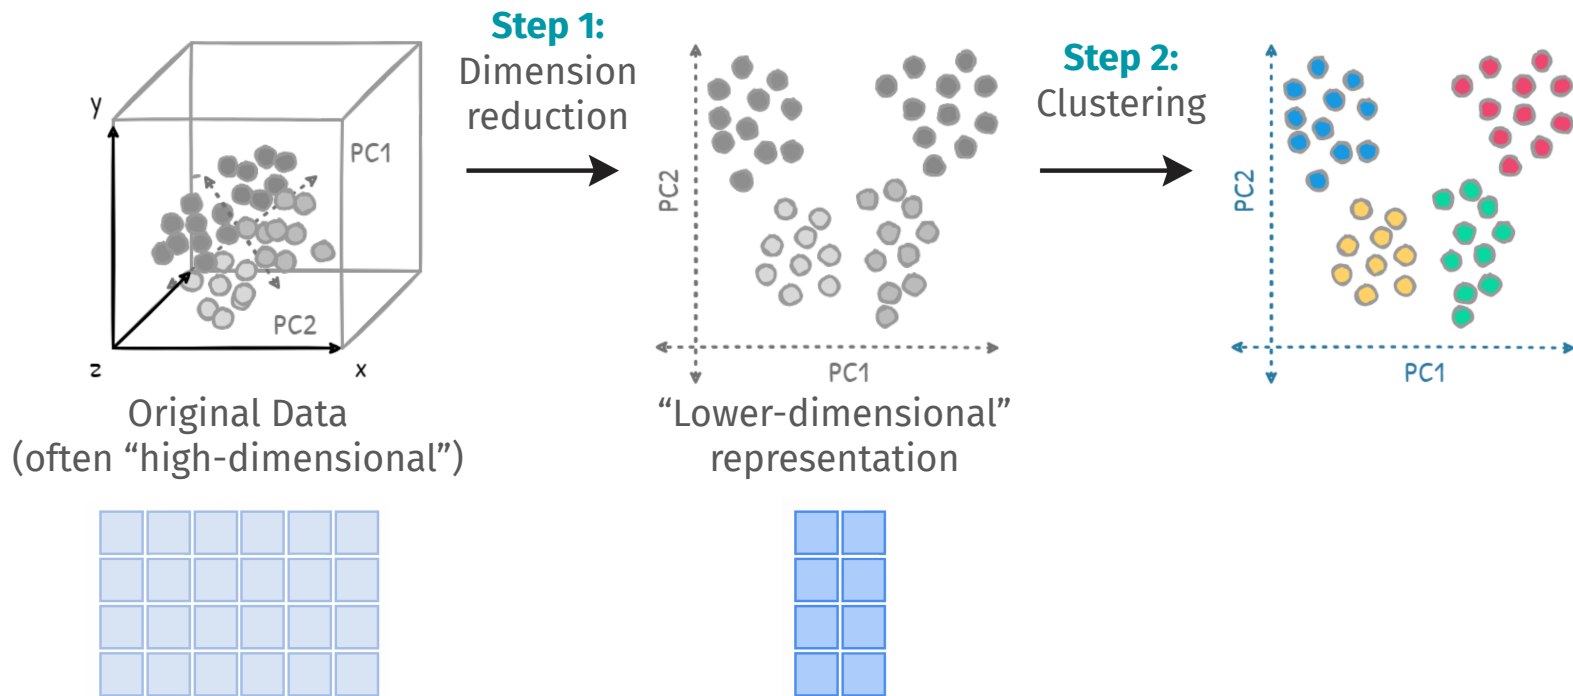 Step 1:
Dimension
reduction
Step 2:
Clustering
y
PC1
PC2
z
x
PC2
PC1
PC2
PC1
Original Data
(often “high-dimensional”)
“Lower-dimensional”
representation